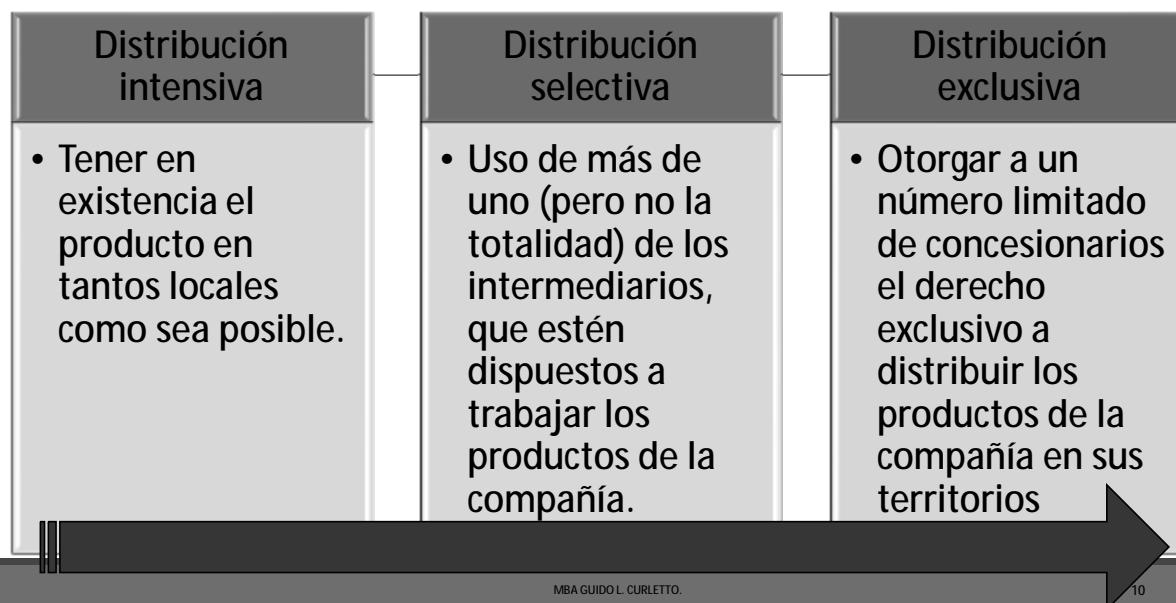 Distribución
intensiva
• Tener en
existencia el
producto en
tantos locales
como sea posible.
Distribución
selectiva
• Uso de más de
uno (pero no la
totalidad) de los
intermediarios,
que estén
dispuestos a
trabajar los
productos de la
compañía.
Distribución
exclusiva
• Otorgar a un
número limitado
de concesionarios
el derecho
exclusivo a
distribuir los
productos de la
compañía en sus
territorios
MBA GUIDO L. CURLETTO.
10